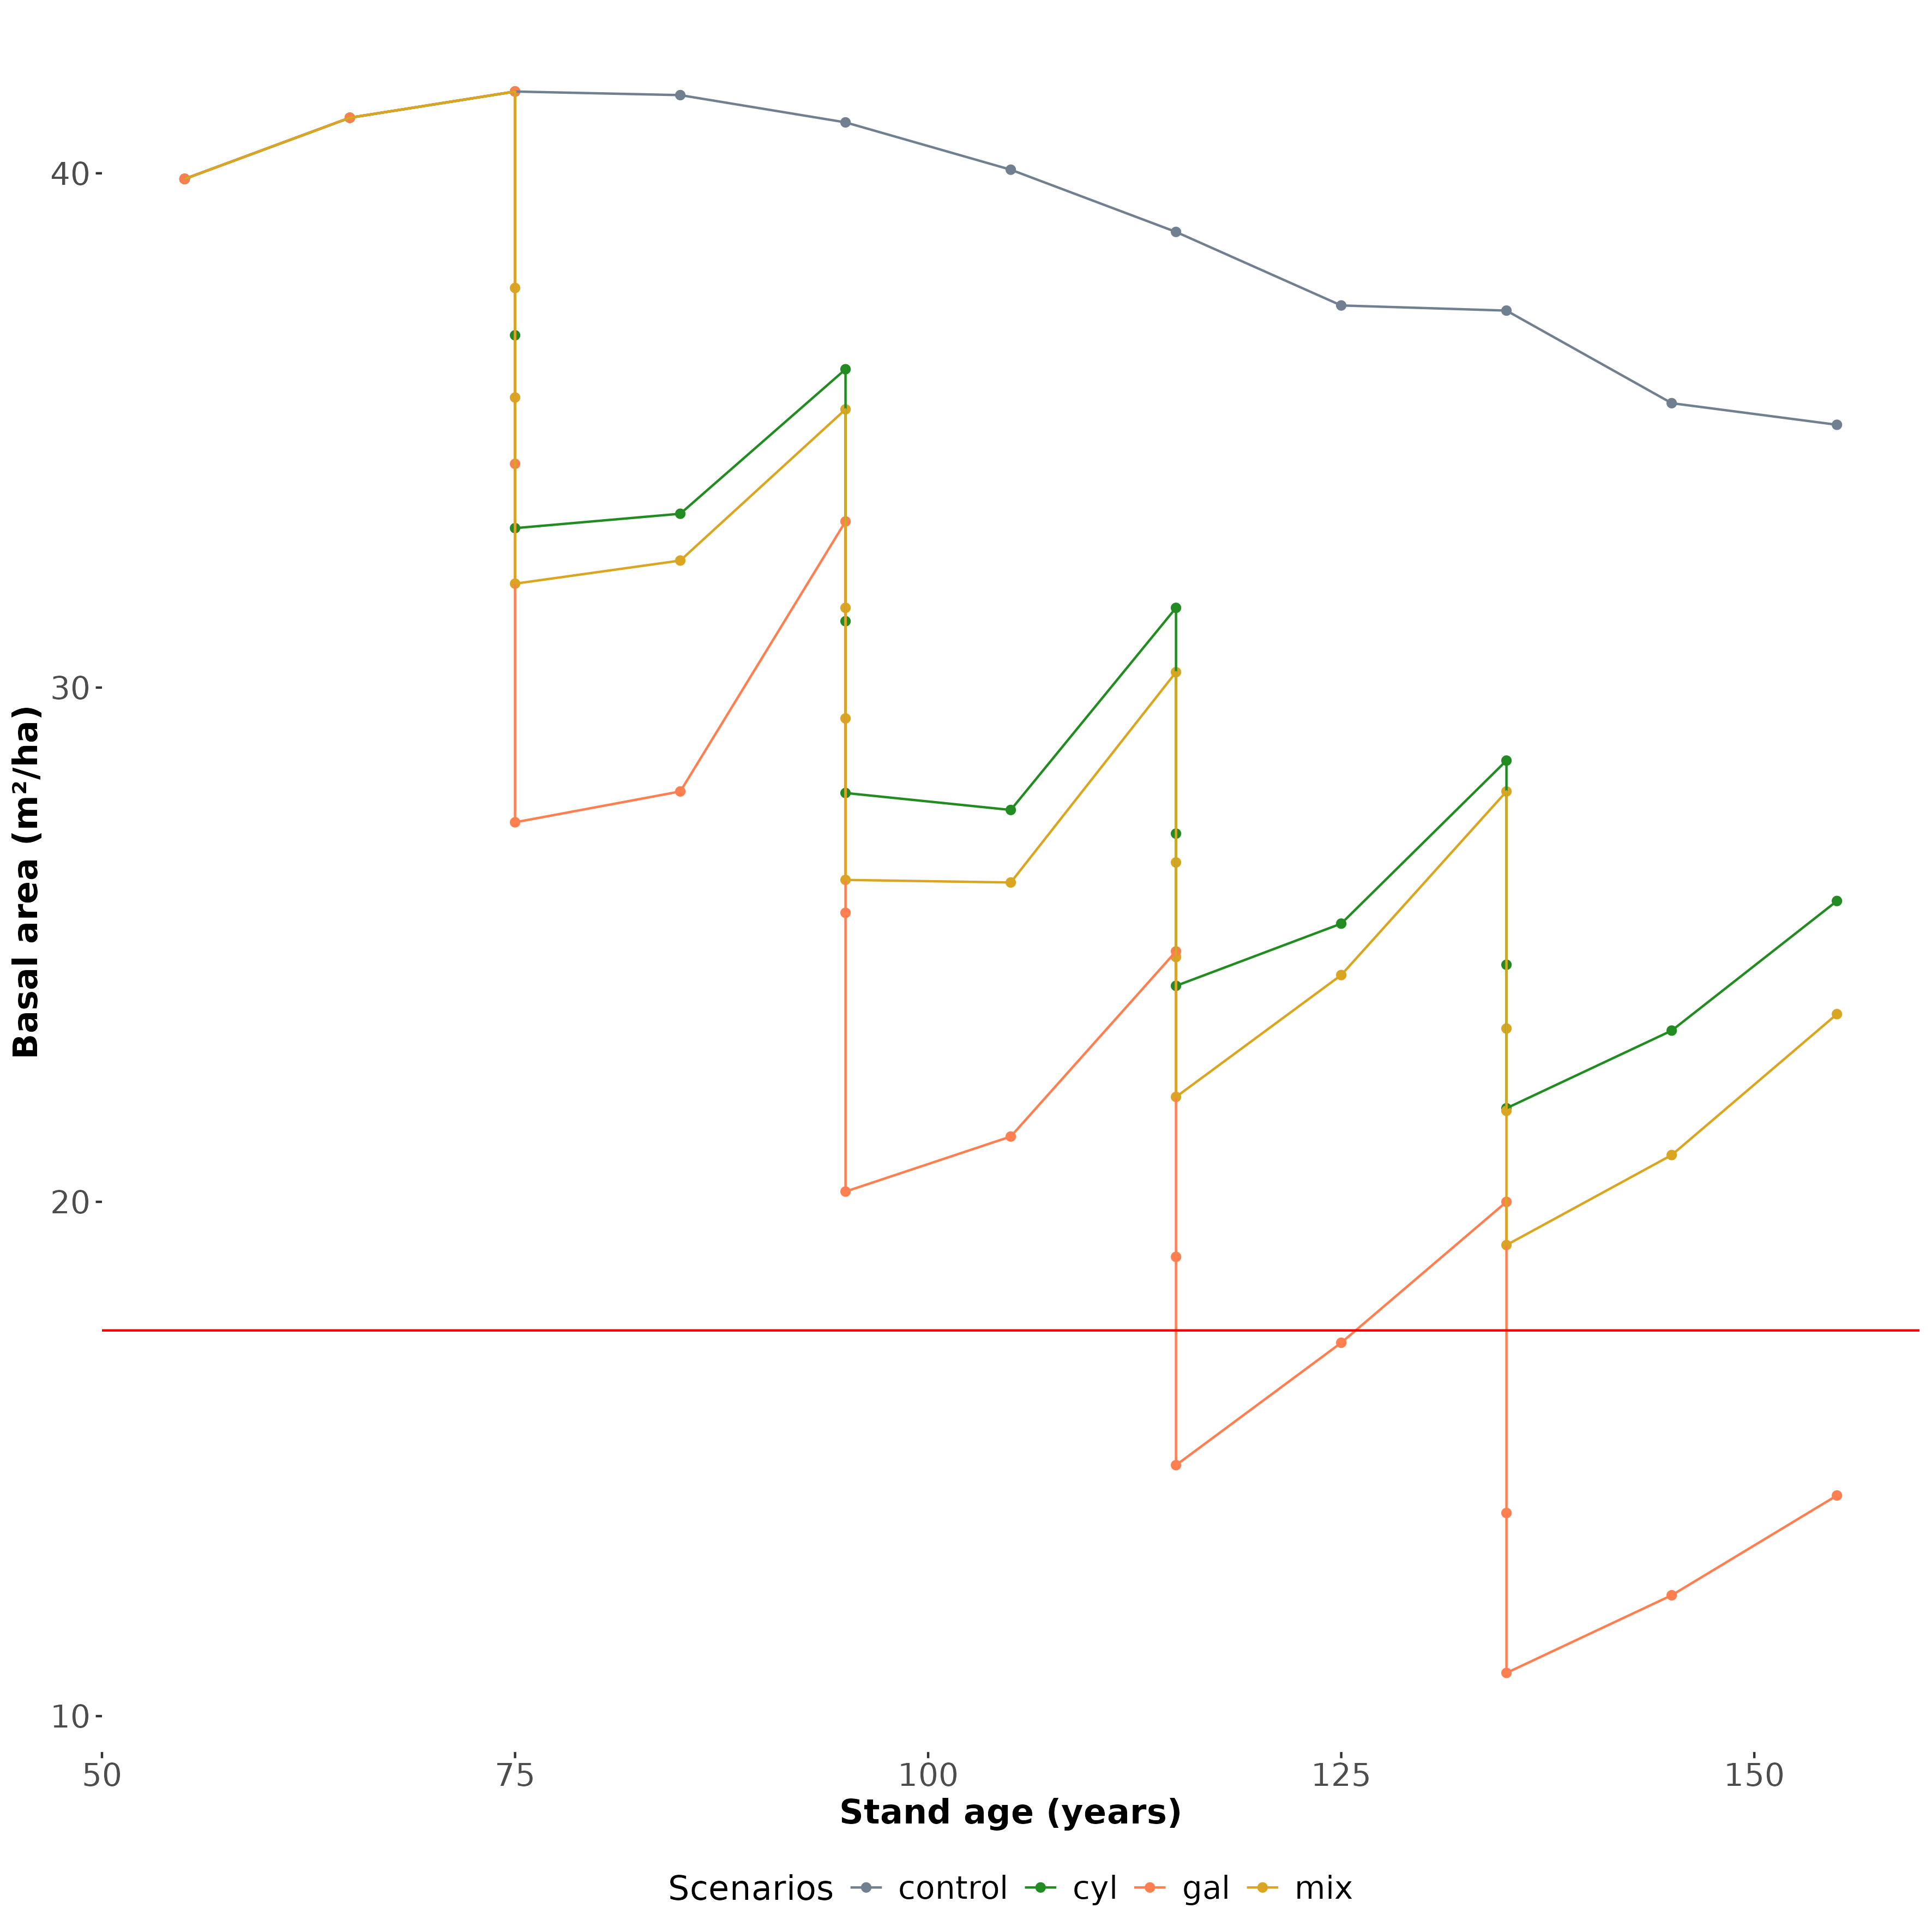 Basal area (m²/ha)
40
30
20
10
50 75 100 125 150
Stand age (years)
Scenarios control cyl gal mix